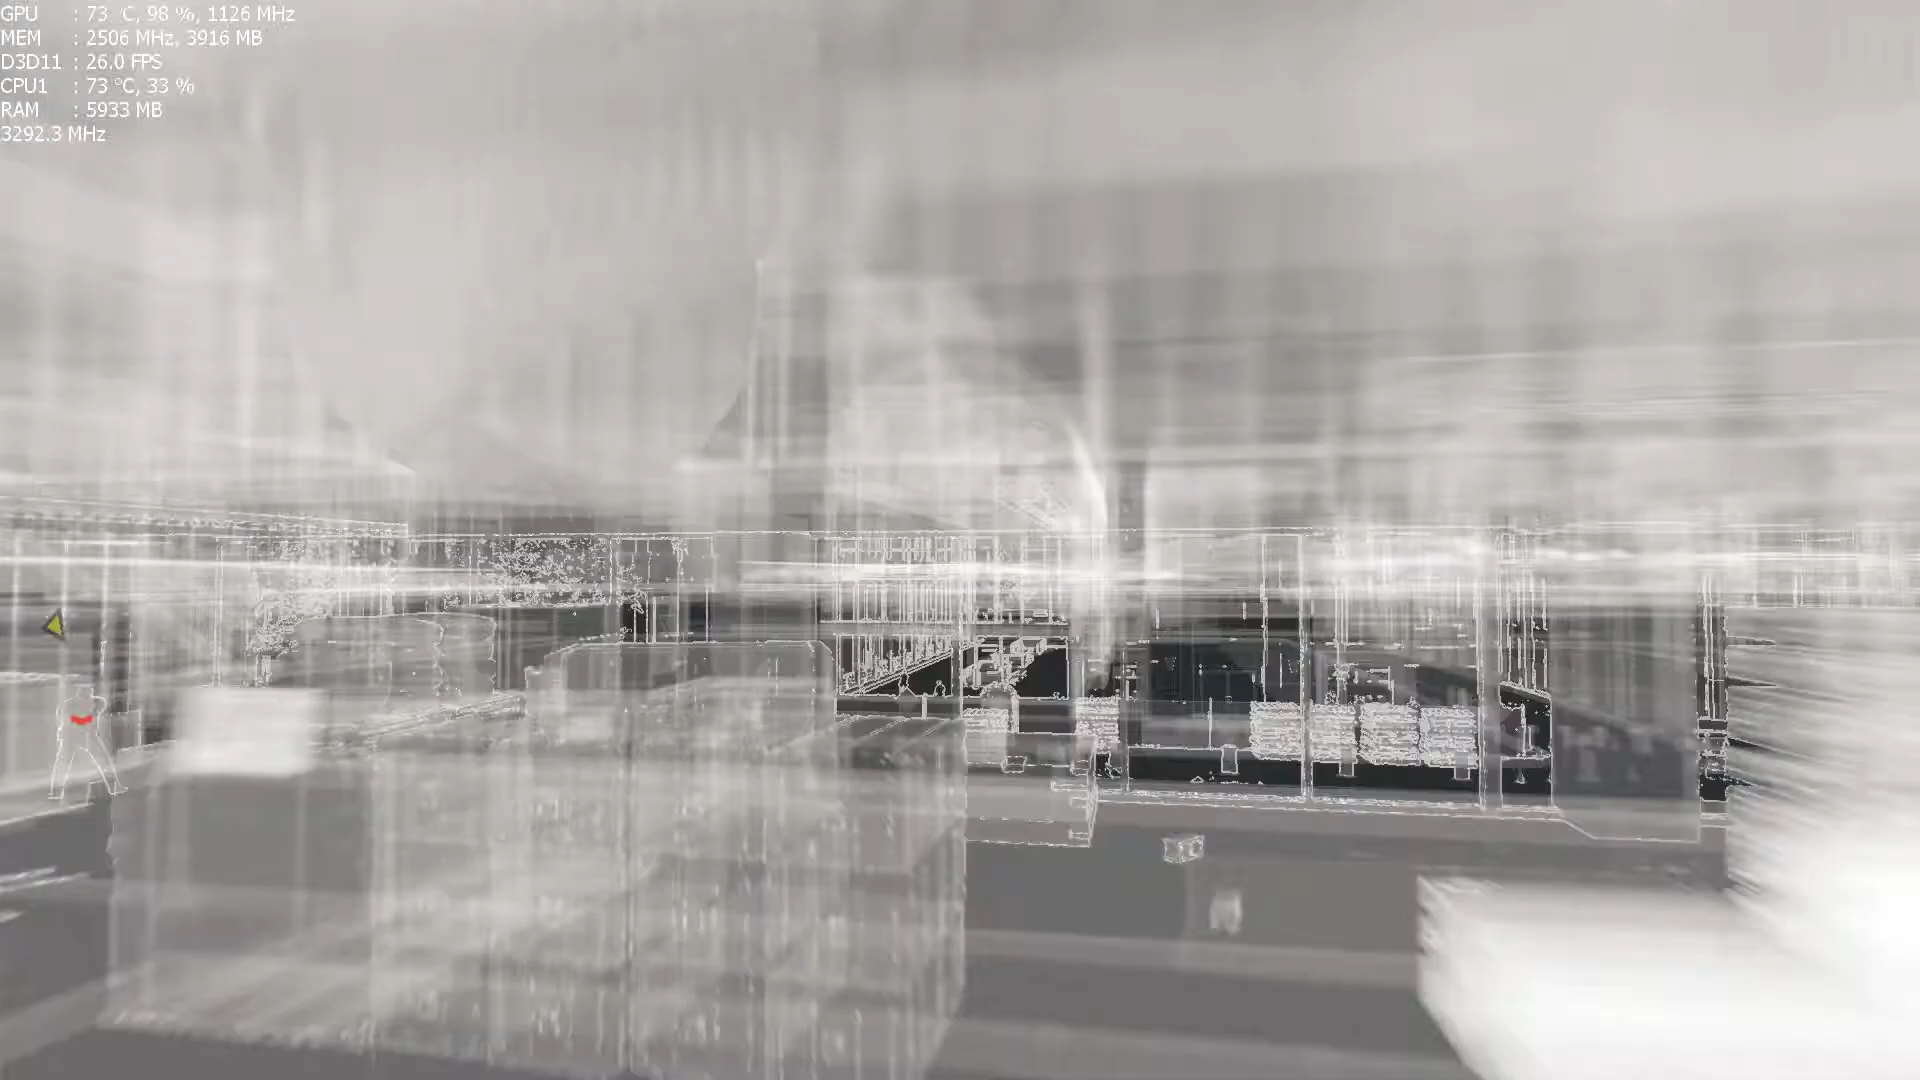 GPU : 73 °C, 98 %, 1126 MHz
MEM : 2506 MHz, 3916 MB
D3D11 : 26.0 FPS
CPU1 : 73 °C, 33 %
RAM : 5933 MB
3292.3 MHz